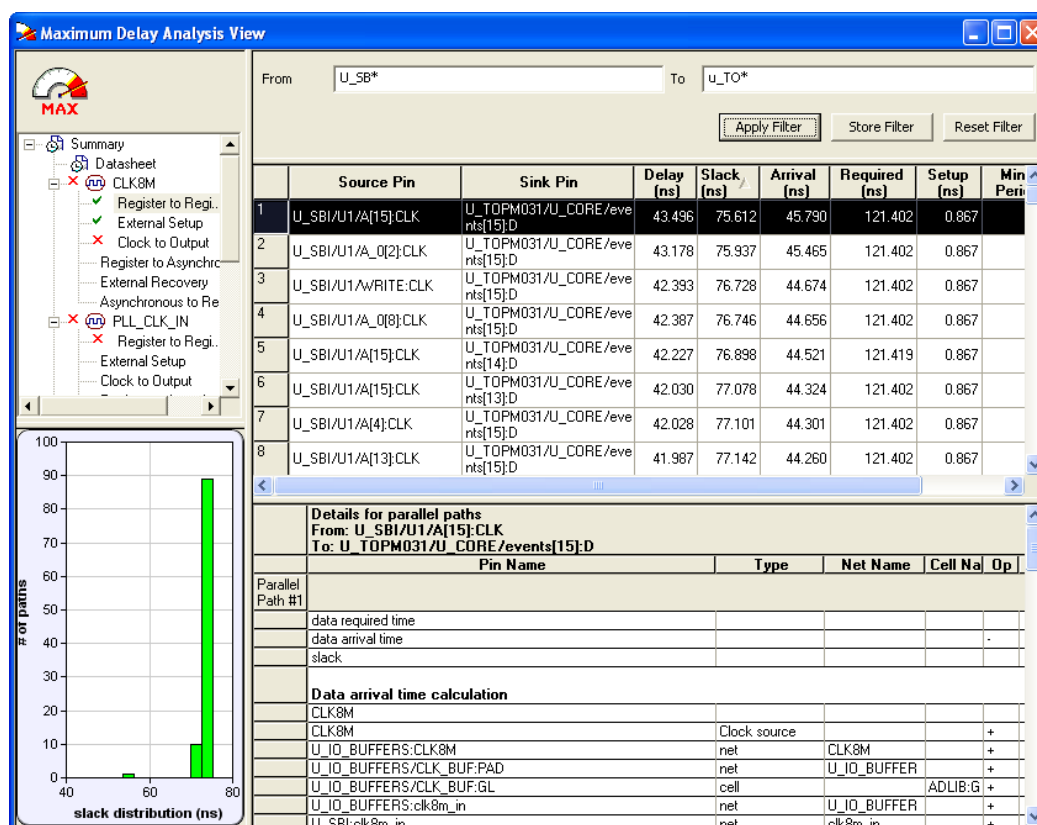 Maximum Delay Analysis View
MAX
From U_SB* To u_TO*
Apply Filter Store Filter Reset Filter
Summary
Datasheet
CLK8M
Register to Regi..
External Setup
Clock to Output
Register to Asynchrc
External Recovery
Asynchronous to Re
PLL_CLK_IN
Register to Regi..
External Setup
Clock to Output
Source Pin Sink Pin Delay (ns) Slack (ns) Arrival (ns) Required (ns) Setup (ns) Min Peri
1 U_SBI/U1/A[15]:CLK U_TOPM031/U_CORE/events[15]:D 43.496 75.612 45.790 121.402 0.867
2 U_SBI/U1/A_0[2]:CLK U_TOPM031/U_CORE/events[15]:D 43.178 75.937 45.465 121.402 0.867
3 U_SBI/U1/WRITE:CLK U_TOPM031/U_CORE/events[15]:D 42.393 76.728 44.674 121.402 0.867
4 U_SBI/U1/A_0[8]:CLK U_TOPM031/U_CORE/events[15]:D 42.387 76.746 44.656 121.402 0.867
5 U_SBI/U1/A[15]:CLK U_TOPM031/U_CORE/events[14]:D 42.227 76.898 44.521 121.419 0.867
6 U_SBI/U1/A[15]:CLK U_TOPM031/U_CORE/events[13]:D 42.030 77.078 44.324 121.402 0.867
7 U_SBI/U1/A[4]:CLK U_TOPM031/U_CORE/events[15]:D 42.028 77.101 44.301 121.402 0.867
8 U_SBI/U1/A[13]:CLK U_TOPM031/U_CORE/events[15]:D 41.987 77.142 44.260 121.402 0.867
# of paths
100
90
80
70
60
50
40
30
20
10
0
40 60 80
slack distribution (ns)
Details for parallel paths
From: U_SBI/U1/A[15]:CLK
To: U_TOPM031/U_CORE/events[15]:D
Pin Name Type Net Name Cell Na Op
Parallel Path #1
data required time
data arrival time -
slack
Data arrival time calculation
CLK8M
CLK8M Clock source +
U_IO_BUFFERS:CLK8M net CLK8M +
U_IO_BUFFERS/CLK_BUF:PAD net U_IO_BUFFER +
U_IO_BUFFERS/CLK_BUF:GL cell ADLIB:G +
U_IO_BUFFERS:clk8m_in net U_IO_BUFFER +
U_SBI:clk8m_in net clk8m_in +